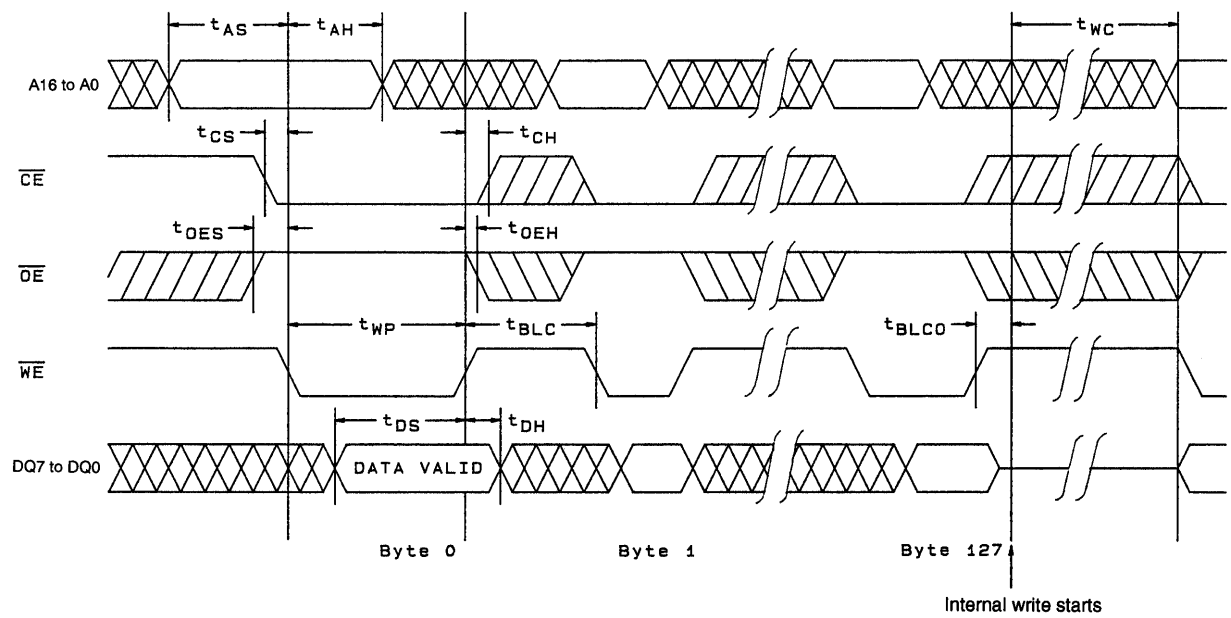 tAS
tAH
tWC
A16 to A0
tCS
tCH
CE
tOES
tOEH
OE
tWP
tBLC
tBLCO
WE
tDS
tDH
DQ7 to DQ0
DATA VALID
Byte 0
Byte 1
Byte 127
Internal write starts